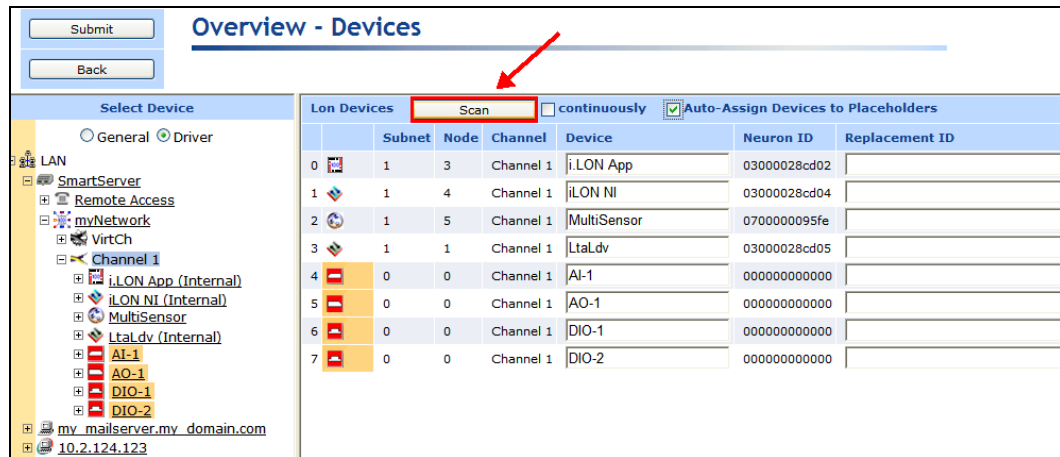 Submit
Overview - Devices
Back
Select Device
General Driver
LAN
SmartServer
Remote Access
myNetwork
VirtCh
Channel 1
i.LON App (Internal)
iLON NI (Internal)
MultiSensor
LtaLdv (Internal)
AI-1
AO-1
DIO-1
DIO-2
my_mailserver.my_domain.com
10.2.124.123
Lon Devices Scan continuously Auto-Assign Devices to Placeholders
Subnet Node Channel Device Neuron ID Replacement ID
0 1 3 Channel 1 i.LON App 03000028cd02
1 1 4 Channel 1 iLON NI 03000028cd04
2 1 5 Channel 1 MultiSensor 0700000095fe
3 1 1 Channel 1 LtaLdv 03000028cd05
4 0 0 Channel 1 AI-1 000000000000
5 0 0 Channel 1 AO-1 000000000000
6 0 0 Channel 1 DIO-1 000000000000
7 0 0 Channel 1 DIO-2 000000000000